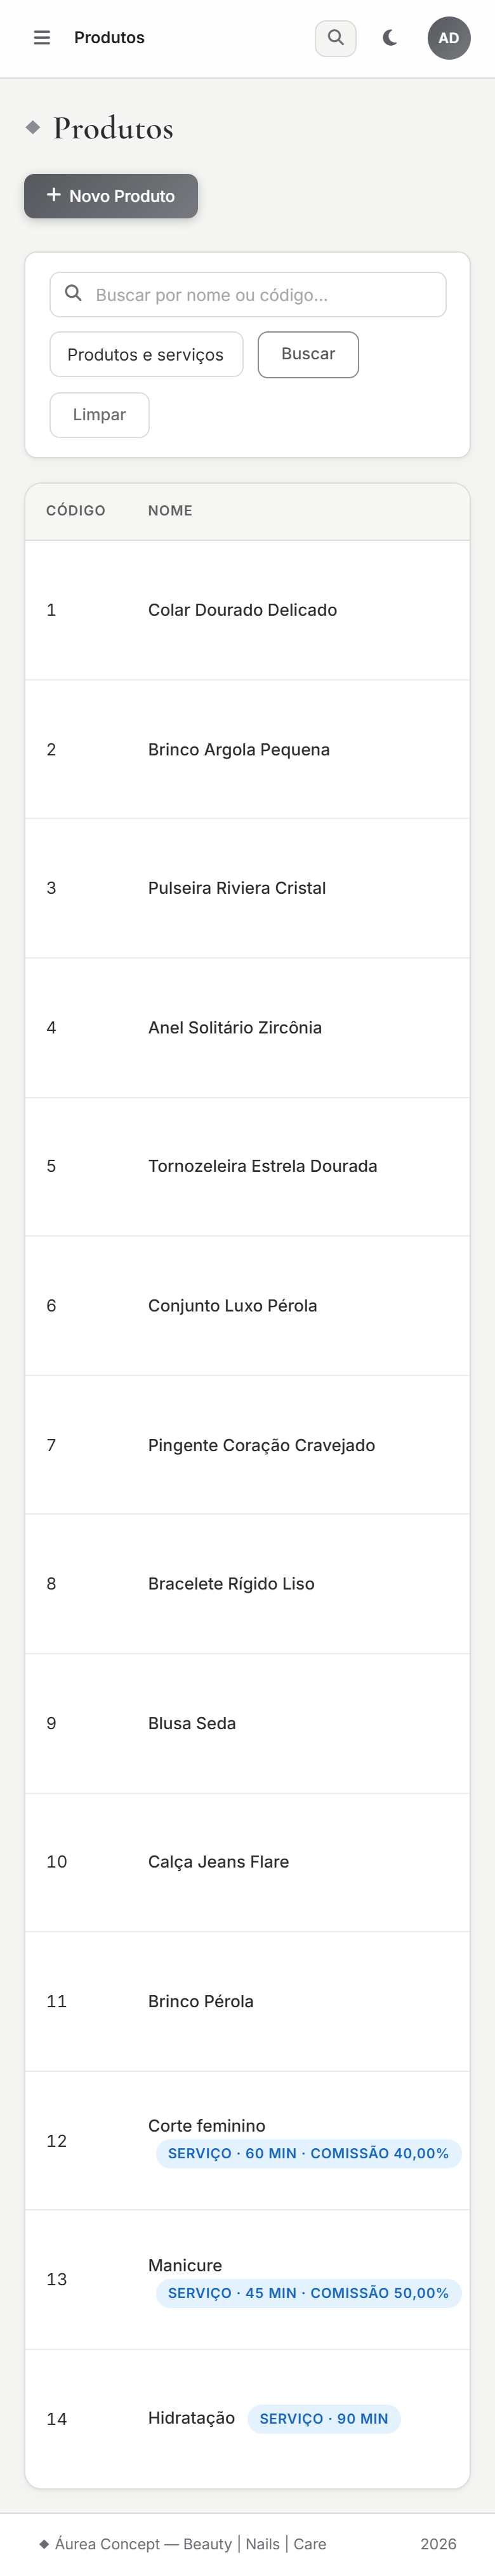 Produtos
AD
Produtos
Novo Produto
Buscar por nome ou código...
Produtos e serviços
Buscar
Limpar
CÓDIGO NOME
1 Colar Dourado Delicado
2 Brinco Argola Pequena
3 Pulseira Riviera Cristal
4 Anel Solitário Zircônia
5 Tornozeleira Estrela Dourada
6 Conjunto Luxo Pérola
7 Pingente Coração Cravejado
8 Bracelete Rígido Liso
9 Blusa Seda
10 Calça Jeans Flare
11 Brinco Pérola
12 Corte feminino
SERVIÇO · 60 MIN · COMISSÃO 40,00%
13 Manicure
SERVIÇO · 45 MIN · COMISSÃO 50,00%
14 Hidratação SERVIÇO · 90 MIN
Áurea Concept — Beauty | Nails | Care 2026